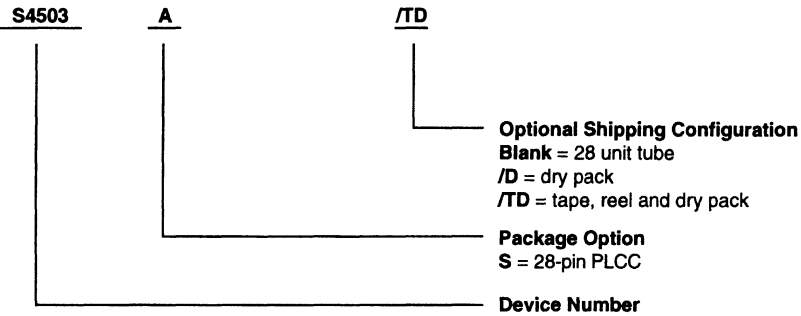 S4503 A /TD
Optional Shipping Configuration
Blank = 28 unit tube
/D = dry pack
/TD = tape, reel and dry pack
Package Option
S = 28-pin PLCC
Device Number